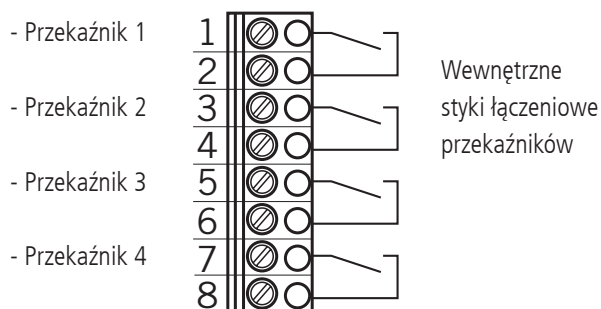 - Przekaźnik 1
1
2
- Przekaźnik 2
3
4
- Przekaźnik 3
5
6
- Przekaźnik 4
7
8
Wewnętrzne
styki łączeniowe
przekaźników